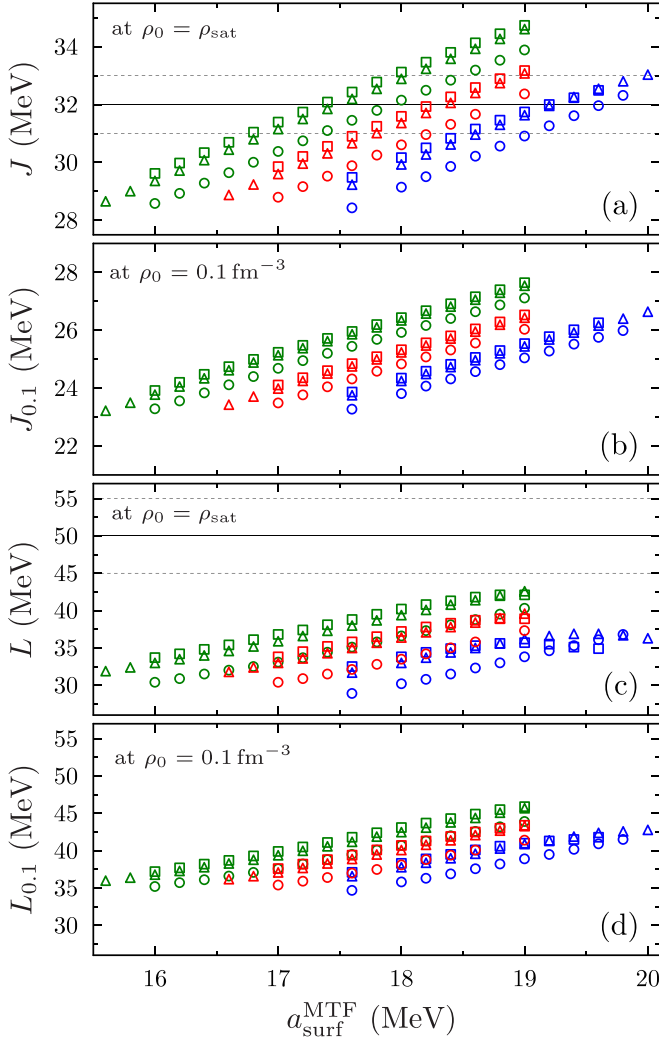 at ρ₀ = ρsat
J (MeV)
34
32
30
28
(a)
at ρ₀ = 0.1 fm⁻³
J₀.₁ (MeV)
28
26
24
22
(b)
at ρ₀ = ρsat
L (MeV)
55
50
45
40
35
30
(c)
at ρ₀ = 0.1 fm⁻³
L₀.₁ (MeV)
55
50
45
40
35
30
(d)
16 17 18 19 20
a^MTF_surf (MeV)